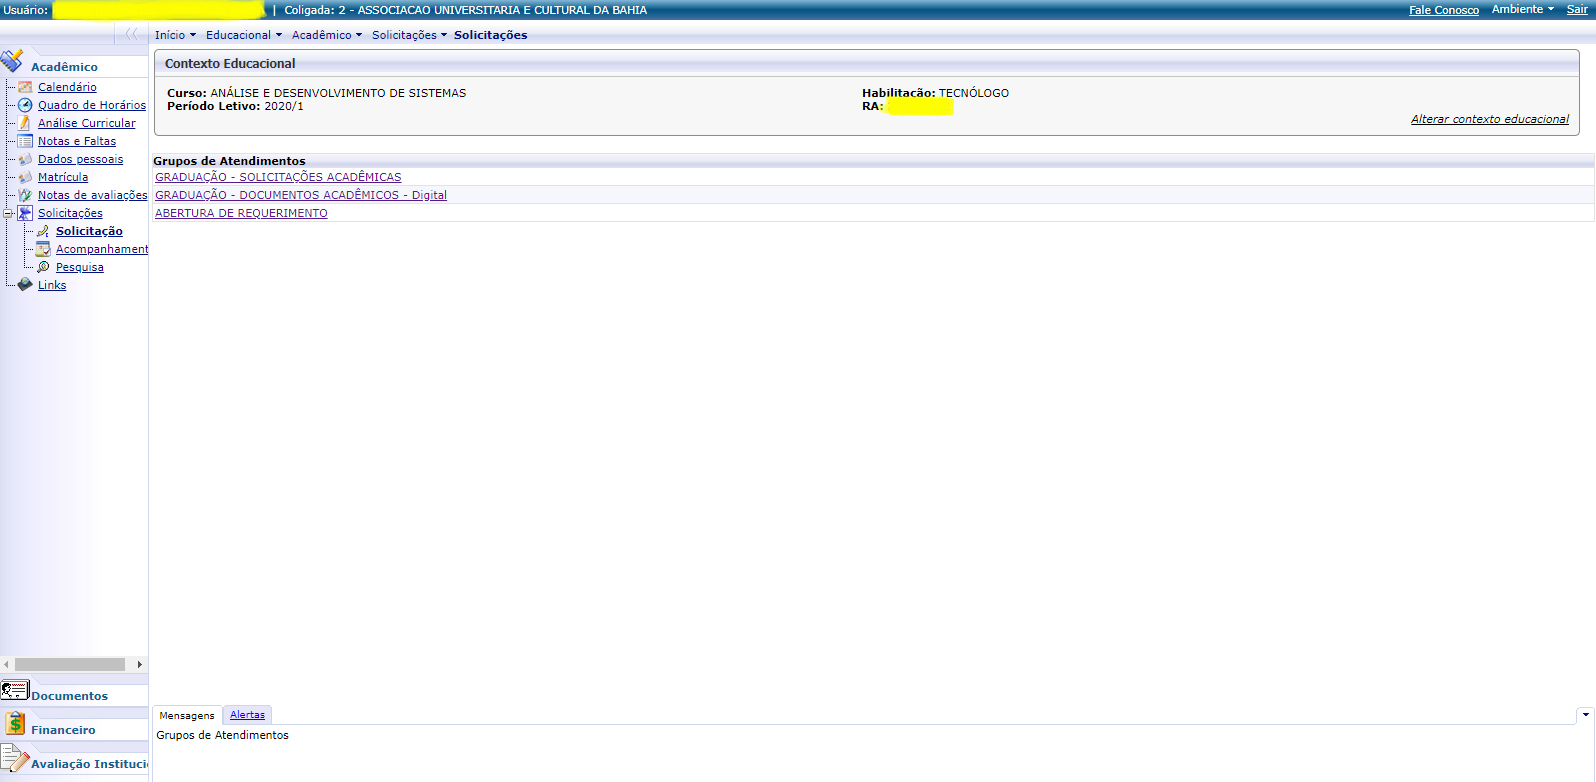 Usuário: | Coligada: 2 - ASSOCIACAO UNIVERSITARIA E CULTURAL DA BAHIA Fale Conosco Ambiente Sair
Início Educacional Acadêmico Solicitações Solicitações
Acadêmico
Calendário
Quadro de Horários
Análise Curricular
Notas e Faltas
Dados pessoais
Matrícula
Notas de avaliações
Solicitações
Solicitação
Acompanhament
Pesquisa
Links
Documentos
Financeiro
Avaliação Instituci
Contexto Educacional
Curso: ANÁLISE E DESENVOLVIMENTO DE SISTEMAS Habilitação: TECNÓLOGO
Período Letivo: 2020/1 RA:
Alterar contexto educacional
Grupos de Atendimentos
GRADUAÇÃO - SOLICITAÇÕES ACADÊMICAS
GRADUAÇÃO - DOCUMENTOS ACADÊMICOS - Digital
ABERTURA DE REQUERIMENTO
Mensagens Alertas
Grupos de Atendimentos